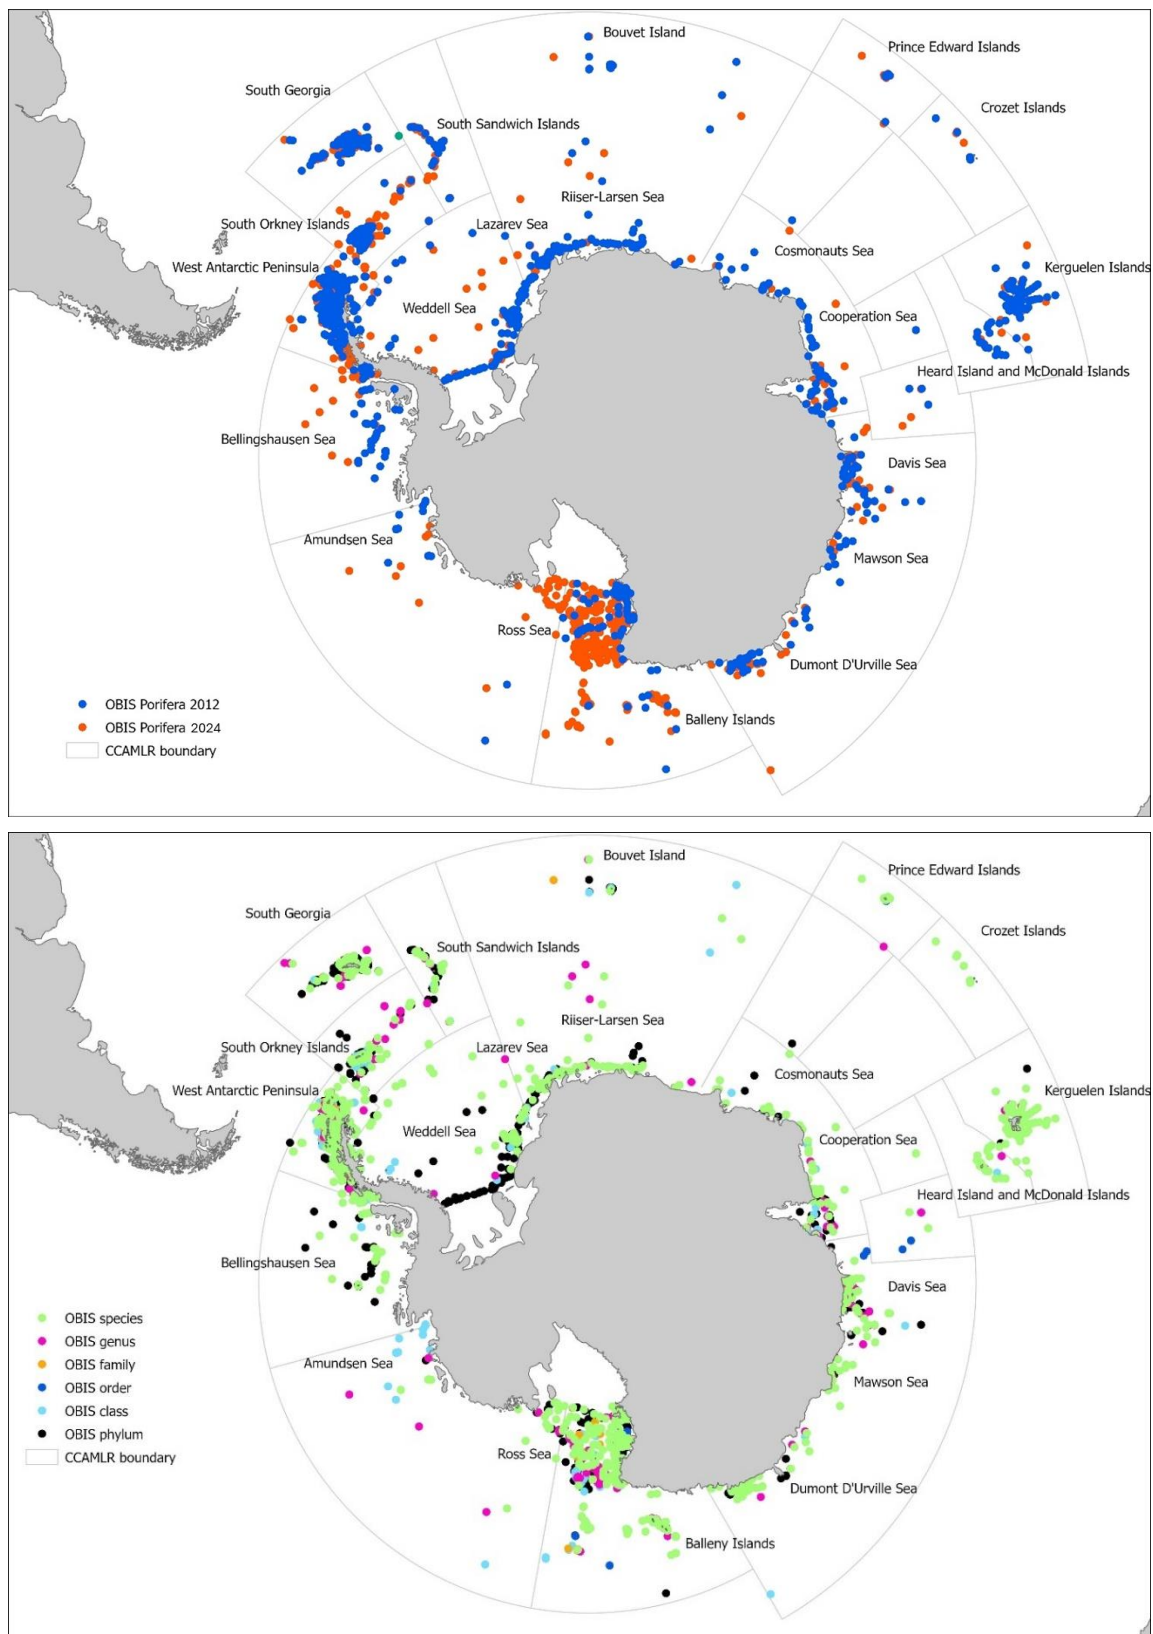 Bouvet Island
Prince Edward Islands
South Georgia
Crozet Islands
South Sandwich Islands
Riiser-Larsen Sea
South Orkney Islands
Lazarev Sea
Cosmonauts Sea
West Antarctic Peninsula
Kerguelen Islands
Weddell Sea
Cooperation Sea
Heard Island and McDonald Islands
Bellingshausen Sea
Davis Sea
Amundsen Sea
Mawson Sea
Ross Sea
Dumont D'Urville Sea
Balleny Islands
OBIS Porifera 2012
OBIS Porifera 2024
CCAMLR boundary
Bouvet Island
Prince Edward Islands
South Georgia
Crozet Islands
South Sandwich Islands
Riiser-Larsen Sea
South Orkney Islands
Lazarev Sea
Cosmonauts Sea
West Antarctic Peninsula
Kerguelen Islands
Weddell Sea
Cooperation Sea
Heard Island and McDonald Islands
Bellingshausen Sea
Davis Sea
Amundsen Sea
Mawson Sea
Ross Sea
Dumont D'Urville Sea
Balleny Islands
OBIS species
OBIS genus
OBIS family
OBIS order
OBIS class
OBIS phylum
CCAMLR boundary